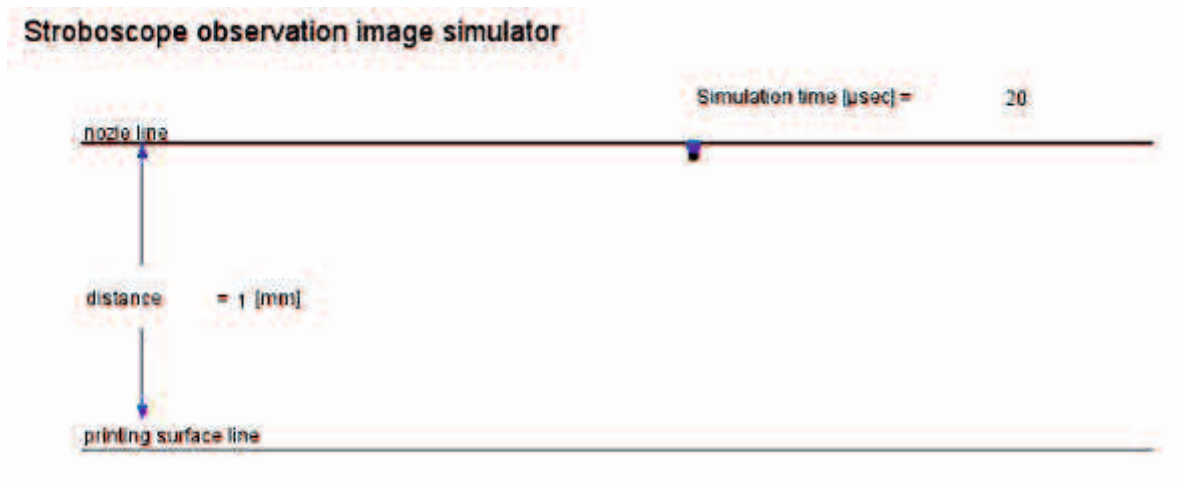 Stroboscope observation image simulator
Simulation time [µsec] = 20
nozle line
distance = 1 [mm]
printing surface line